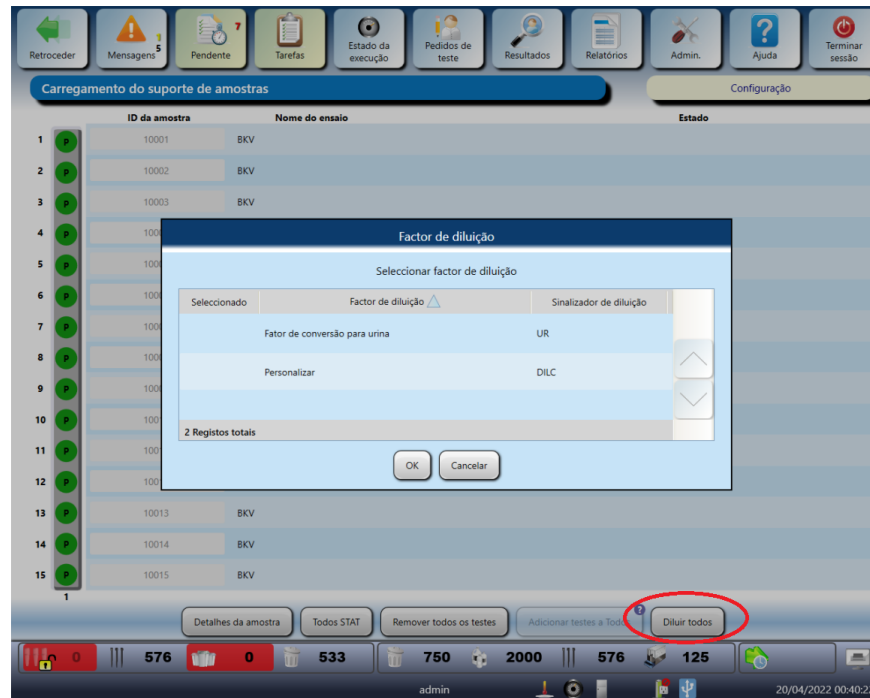 Retroceder
Mensagens 1 5
Pendente 7
Tarefas
Estado da execução
Pedidos de teste
Resultados
Relatórios
Admin.
Ajuda
Terminar sessão
Carregamento do suporte de amostras
Configuração
ID da amostra Nome do ensaio Estado
1 P 10001 BKV
2 P 10002 BKV
3 P 10003 BKV
4 P
5 P
6 P
7 P
8 P
9 P
10 P
11 P
12 P
13 P 10013 BKV
14 P 10014 BKV
15 P 10015 BKV
1
Factor de diluição
Seleccionar factor de diluição
Seleccionado Factor de diluição Sinalizador de diluição
Fator de conversão para urina UR
Personalizar DILC
2 Registos totais
OK Cancelar
Detalhes da amostra Todos STAT Remover todos os testes Adicionar testes a Todos ? Diluir todos
0 576 0 533 750 2000 576 125
admin 20/04/2022 00:40:2